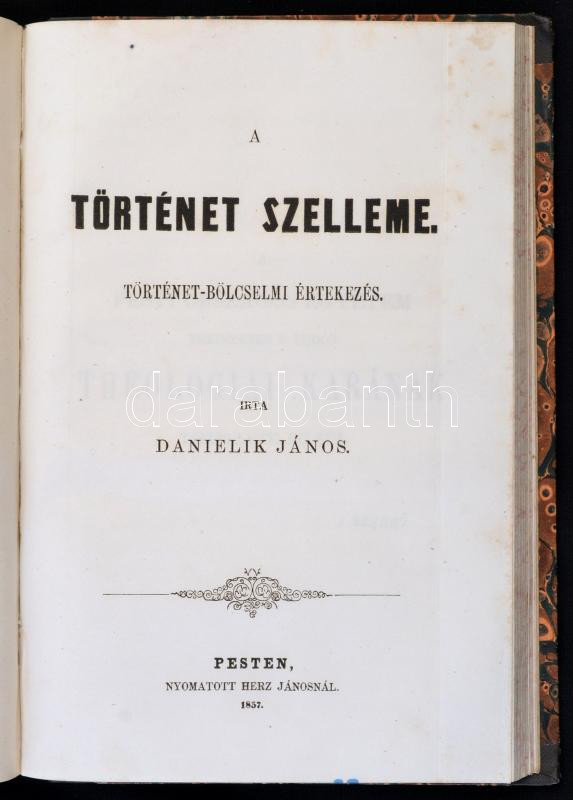 A
TÖRTÉNET SZELLEME.
TÖRTÉNET-BÖLCSELMI ÉRTEKEZÉS.
IRTA
darabanth
DANIELIK JÁNOS.
PESTEN,
NYOMATOTT HERZ JÁNOSNÁL.
1857.